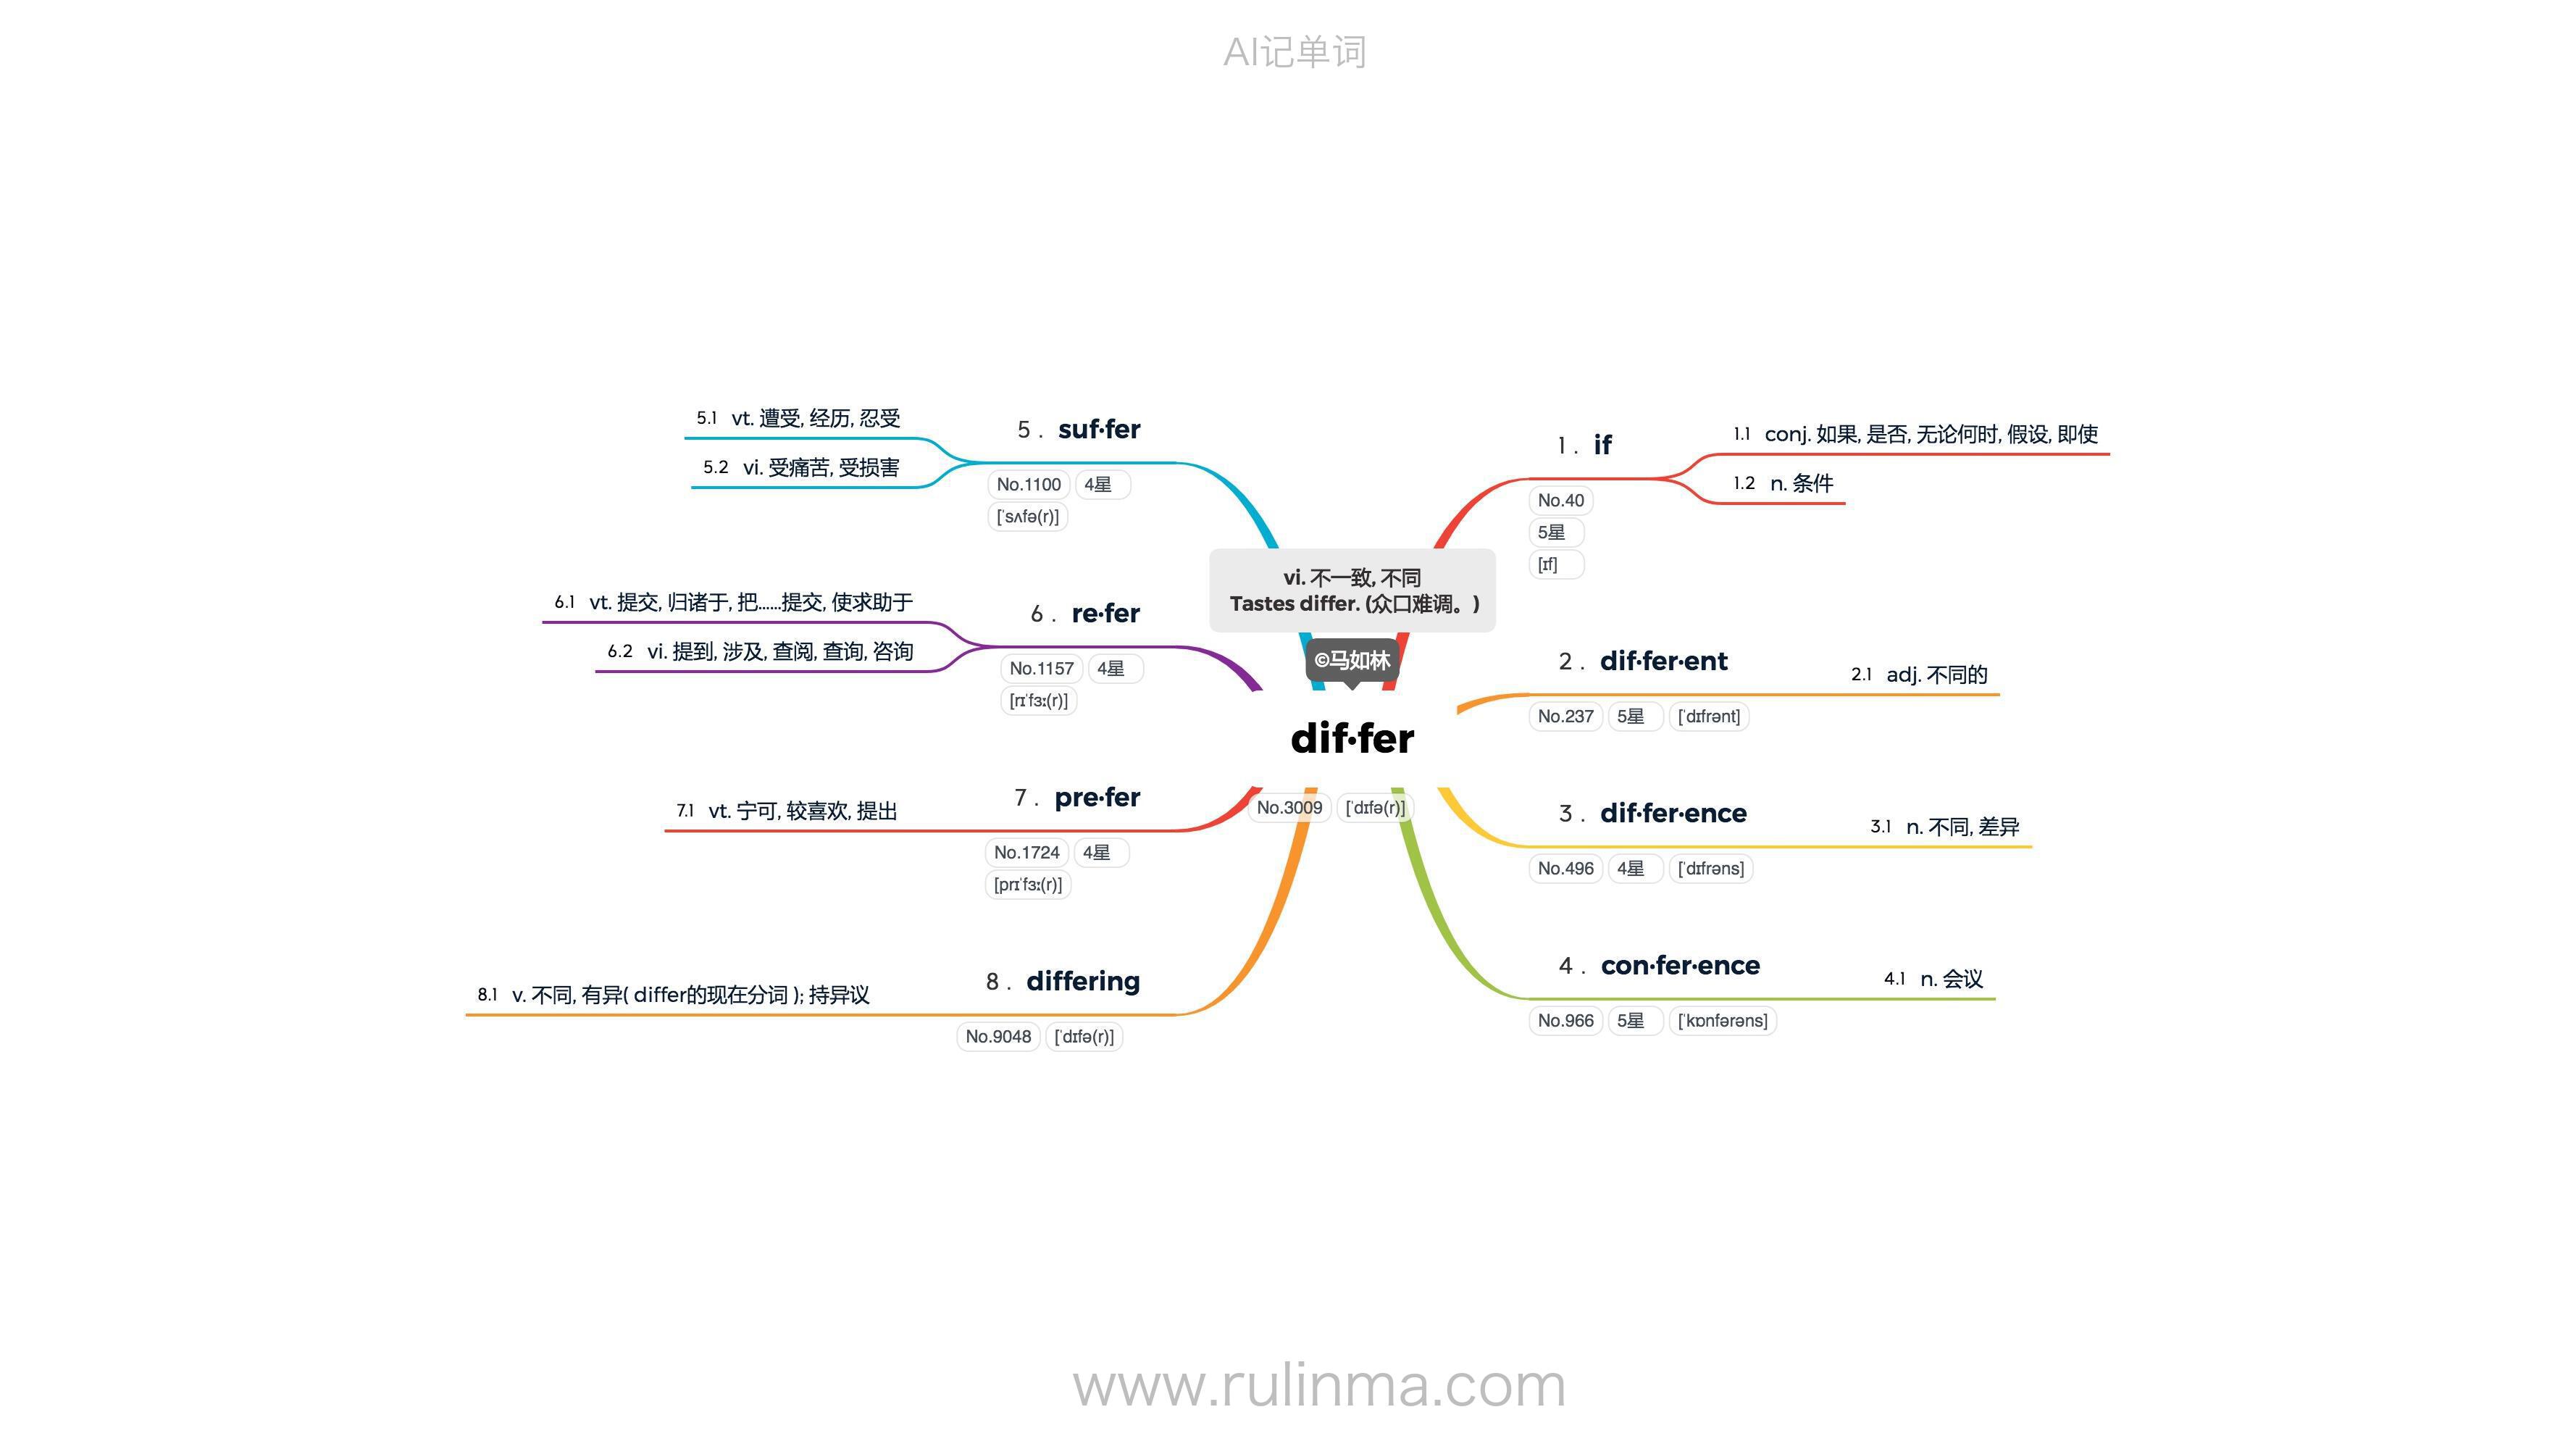 AI记单词
vi. 不一致, 不同
Tastes differ. (众口难调。)
©马如林
dif·fer
No.3009 [ˈdɪfə(r)]
1 . if
No.40
5星
[ɪf]
1.1 conj. 如果, 是否, 无论何时, 假设, 即使
1.2 n. 条件
2 . dif·fer·ent
No.237 5星 [ˈdɪfrənt]
2.1 adj. 不同的
3 . dif·fer·ence
No.496 4星 [ˈdɪfrəns]
3.1 n. 不同, 差异
4 . con·fer·ence
No.966 5星 [ˈkɒnfərəns]
4.1 n. 会议
5 . suf·fer
No.1100 4星
[ˈsʌfə(r)]
5.1 vt. 遭受, 经历, 忍受
5.2 vi. 受痛苦, 受损害
6 . re·fer
No.1157 4星
[rɪˈfɜː(r)]
6.1 vt. 提交, 归诸于, 把......提交, 使求助于
6.2 vi. 提到, 涉及, 查阅, 查询, 咨询
7 . pre·fer
No.1724 4星
[prɪˈfɜː(r)]
7.1 vt. 宁可, 较喜欢, 提出
8 . differing
No.9048 [ˈdɪfə(r)]
8.1 v. 不同, 有异( differ的现在分词 ); 持异议
www.rulinma.com